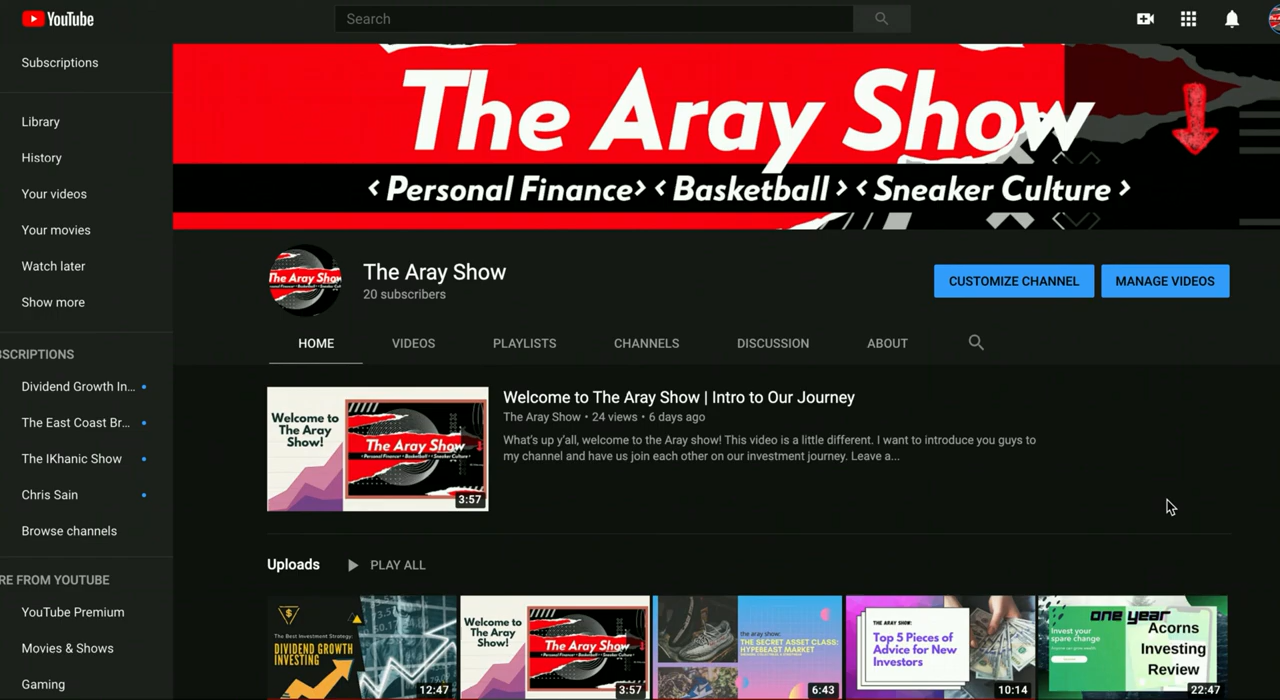 YouTube
Search
Subscriptions
Library
History
Your videos
Your movies
Watch later
Show more
BSCRIPTIONS
Dividend Growth In...
The East Coast Br...
The IKhanic Show
Chris Sain
Browse channels
RE FROM YOUTUBE
YouTube Premium
Movies & Shows
Gaming
The Aray Show
‹ Personal Finance› ‹ Basketball › ‹ Sneaker Culture ›
The Aray Show
The Aray Show
20 subscribers
CUSTOMIZE CHANNEL
MANAGE VIDEOS
HOME
VIDEOS
PLAYLISTS
CHANNELS
DISCUSSION
ABOUT
Welcome to
The Aray
Show!
The Aray Show
3:57
Welcome to The Aray Show | Intro to Our Journey
The Aray Show • 24 views • 6 days ago
What's up y'all, welcome to the Aray show! This video is a little different. I want to introduce you guys to
my channel and have us join each other on our investment journey. Leave a...
Uploads
PLAY ALL
The Best Investment Strategy:
DIVIDEND GROWTH
INVESTING
12:47
Welcome to
The Aray
Show!
The Aray Show
3:57
the aray show:
THE SECRET ASSET CLASS:
HYPEBEAST MARKET
6:43
THE ARAY SHOW:
Top 5 Pieces of
Advice for New
Investors
10:14
one year
Invest your
spare change
Acorns
Investing
Review
22:47